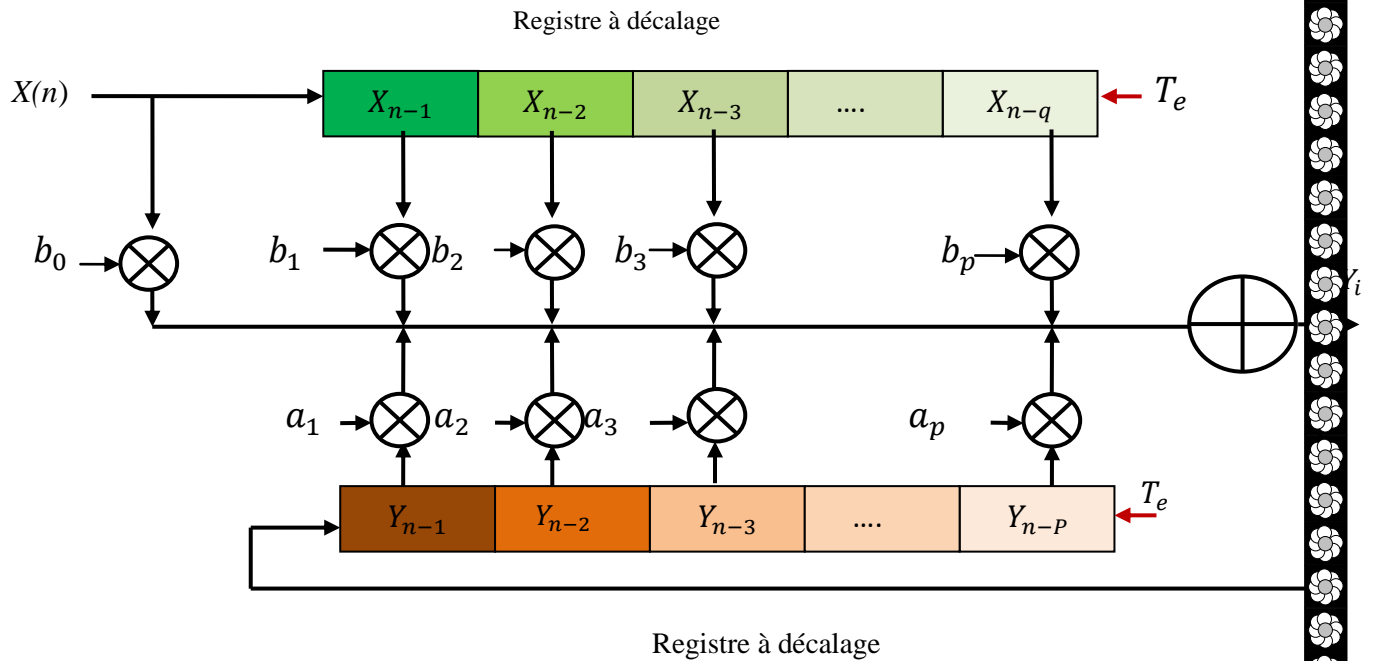 Registre à décalage
X(n)
X_{n-1} X_{n-2} X_{n-3} .... X_{n-q} T_e
b_0 b_1 b_2 b_3 b_p
Y_i
a_1 a_2 a_3 a_p
Y_{n-1} Y_{n-2} Y_{n-3} .... Y_{n-P} T_e
Registre à décalage